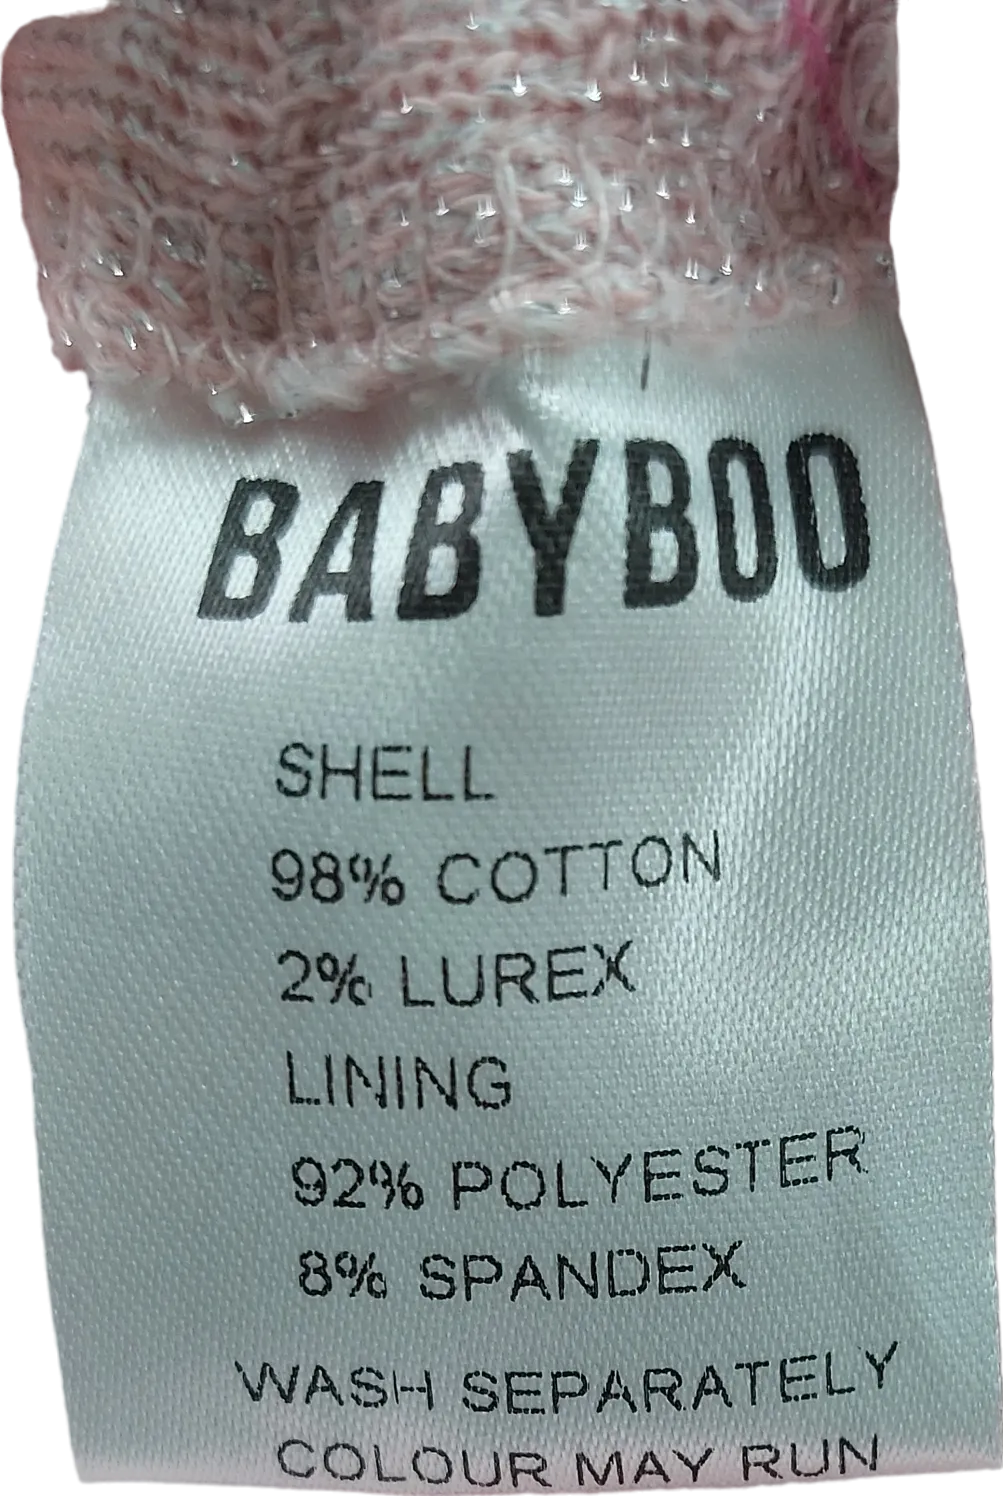 BABYBOO
SHELL
98% COTTON
2% LUREX
LINING
92% POLYESTER
8% SPANDEX
WASH SEPARATELY
COLOUR MAY RUN